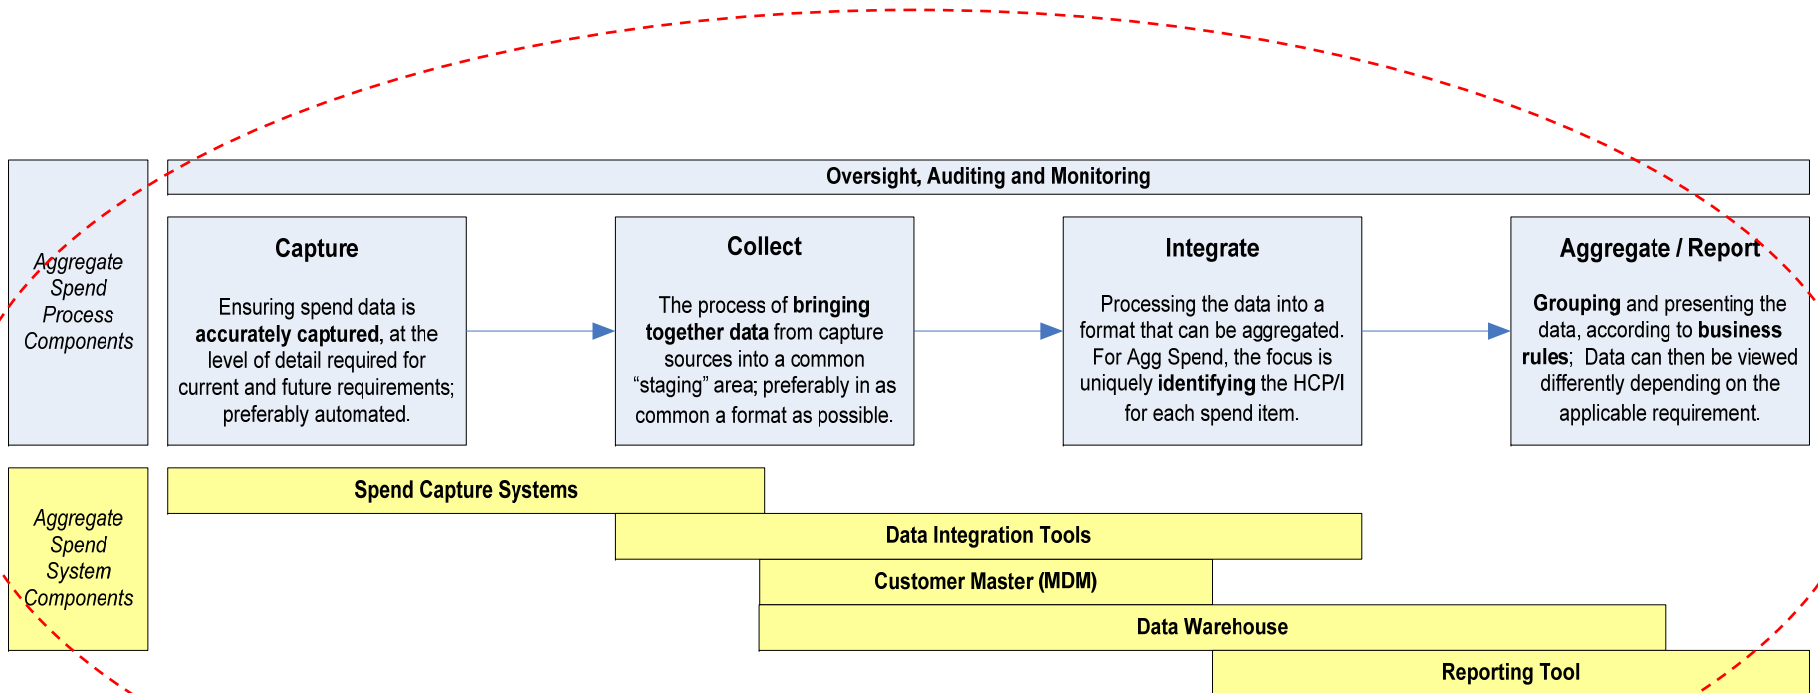 Oversight, Auditing and Monitoring
Aggregate
Spend
Process
Components
Capture
Ensuring spend data is
accurately captured, at the
level of detail required for
current and future requirements;
preferably automated.
Collect
The process of bringing
together data from capture
sources into a common
“staging” area; preferably in as
common a format as possible.
Integrate
Processing the data into a
format that can be aggregated.
For Agg Spend, the focus is
uniquely identifying the HCP/I
for each spend item.
Aggregate / Report
Grouping and presenting the
data, according to business
rules; Data can then be viewed
differently depending on the
applicable requirement.
Aggregate
Spend
System
Components
Spend Capture Systems
Data Integration Tools
Customer Master (MDM)
Data Warehouse
Reporting Tool